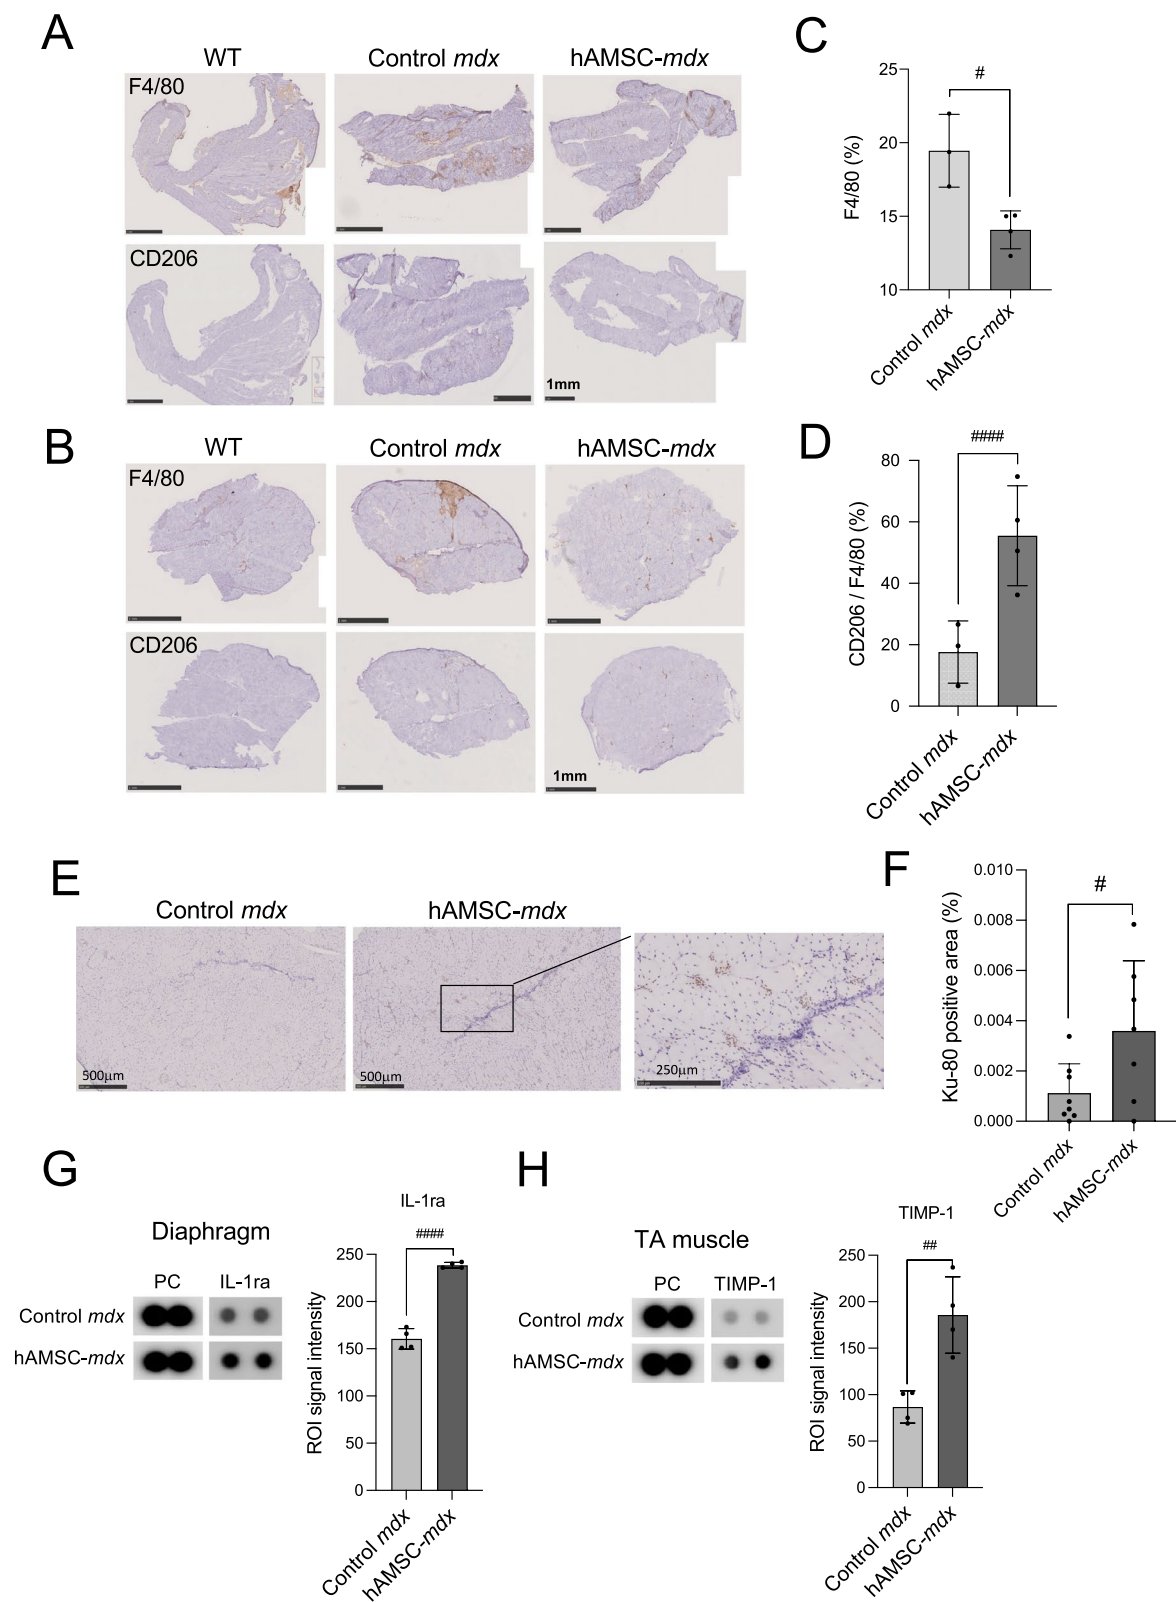 A
WT
Control mdx
hAMSC-mdx
F4/80
CD206
1mm
B
WT
Control mdx
hAMSC-mdx
F4/80
CD206
1mm
C
25
20
15
10
F4/80 (%)
#
Control mdx
hAMSC-mdx
D
80
60
40
20
0
CD206 / F4/80 (%)
####
Control mdx
hAMSC-mdx
E
Control mdx
hAMSC-mdx
500µm
500µm
250µm
F
0.010
0.008
0.006
0.004
0.002
0.000
Ku-80 positive area (%)
#
Control mdx
hAMSC-mdx
G
Diaphragm
PC
IL-1ra
Control mdx
hAMSC-mdx
IL-1ra
####
250
200
150
100
50
0
ROI signal intensity
Control mdx
hAMSC-mdx
H
TA muscle
PC
TIMP-1
Control mdx
hAMSC-mdx
TIMP-1
##
250
200
150
100
50
0
ROI signal intensity
Control mdx
hAMSC-mdx